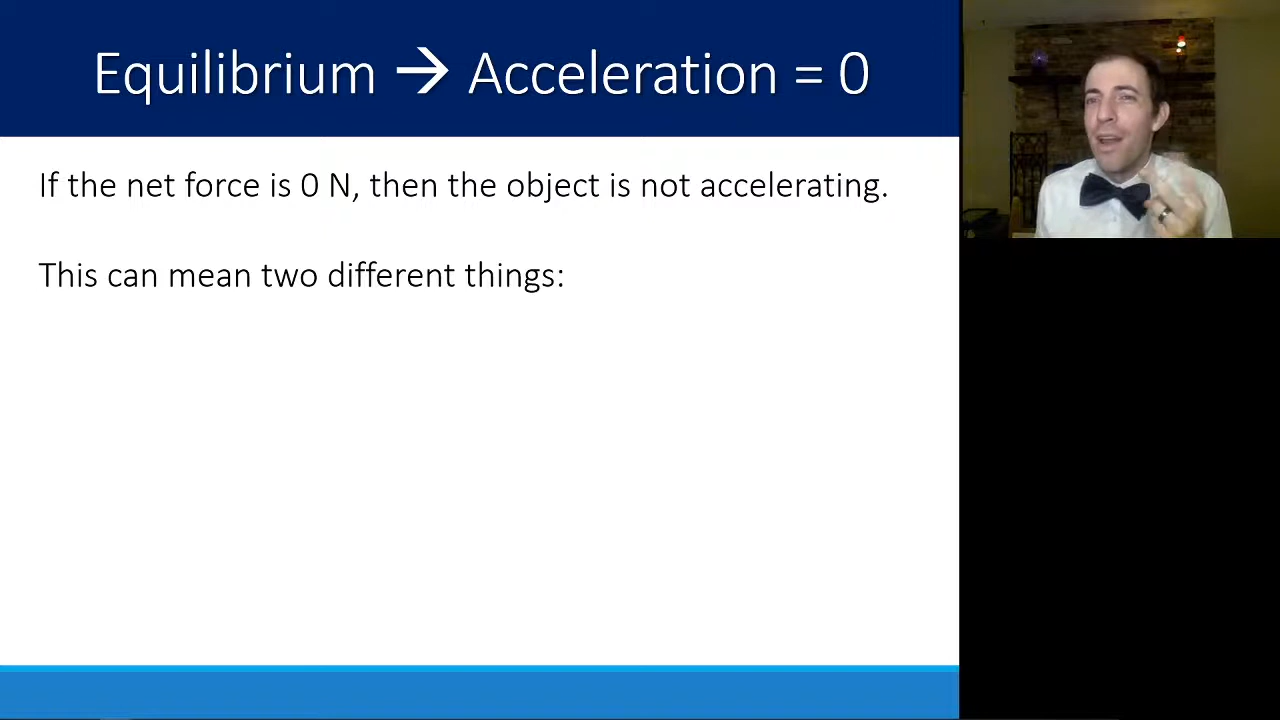 Equilibrium → Acceleration = 0
If the net force is 0 N, then the object is not accelerating.
This can mean two different things: